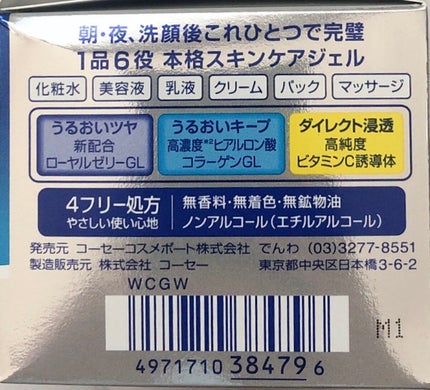 朝・夜、洗顔後これひとつで完璧
1品6役 本格スキンケアジェル
化粧水 美容液 乳液 クリーム パック マッサージ
うるおいツヤ
新配合
ローヤルゼリーGL
うるおいキープ
高濃度※2ヒアルロン酸
コラーゲンGL
ダイレクト浸透
高純度
ビタミンC誘導体
4フリー処方
やさしい使い心地
無香料・無着色・無鉱物油
ノンアルコール(エチルアルコール)
発売元 コーセーコスメポート株式会社 でんわ (03)3277-8551
製造販売元 株式会社 コーセー 東京都中央区日本橋3-6-2
WCGW
M1
4971710384796